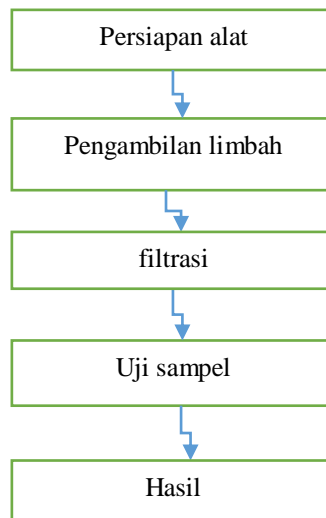 Persiapan alat
Pengambilan limbah
filtrasi
Uji sampel
Hasil